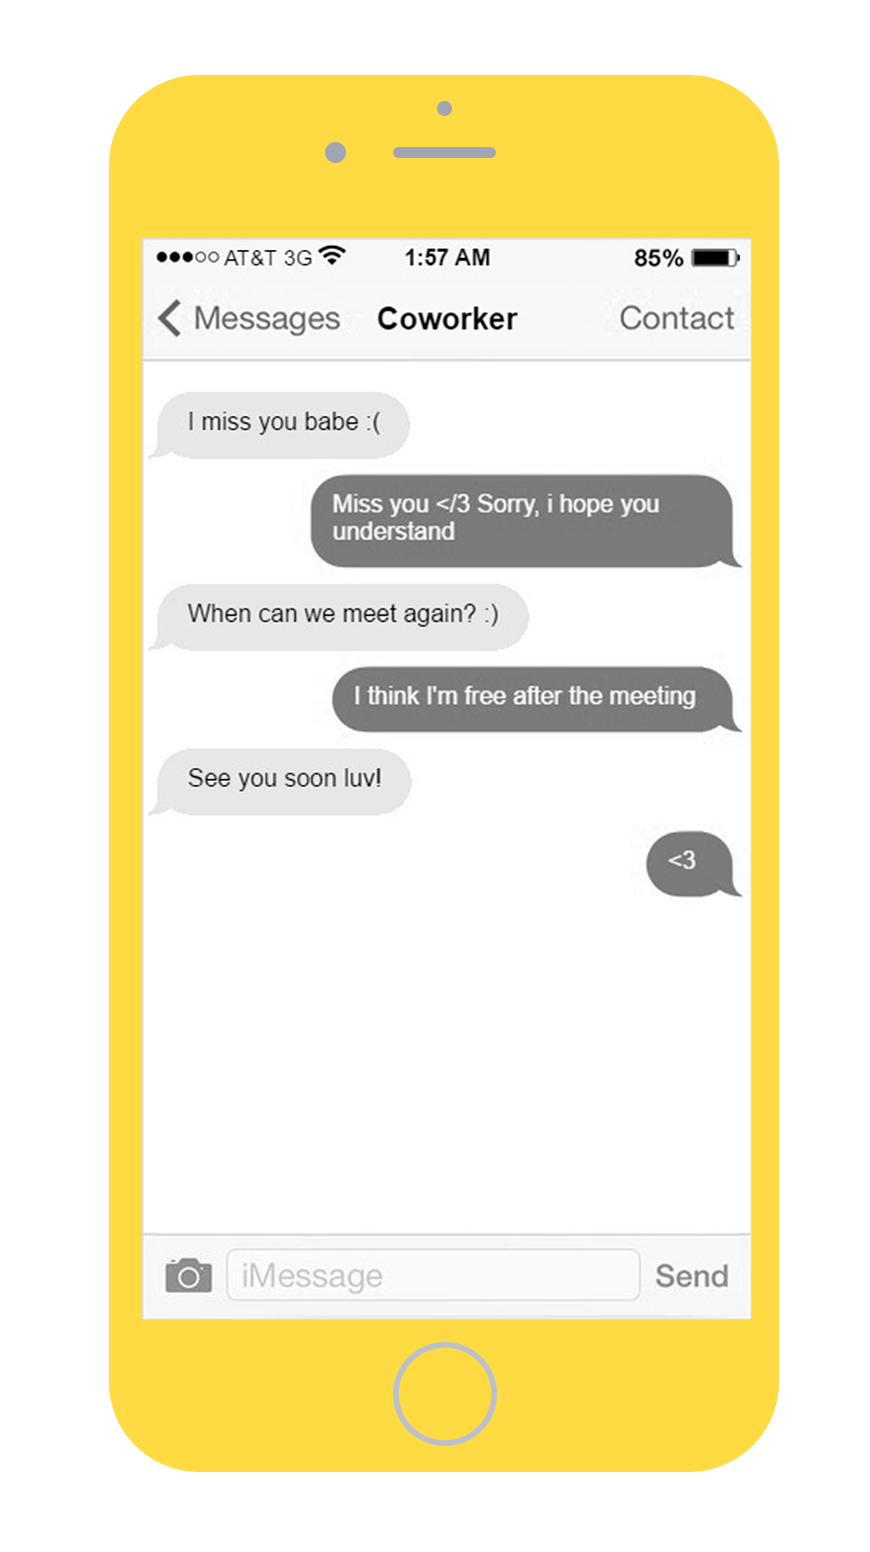 AT&T 3G 1:57 AM 85%
Messages Coworker Contact
I miss you babe :(
Miss you </3 Sorry, i hope you
understand
When can we meet again? :)
I think I'm free after the meeting
See you soon luv!
<3
iMessage Send